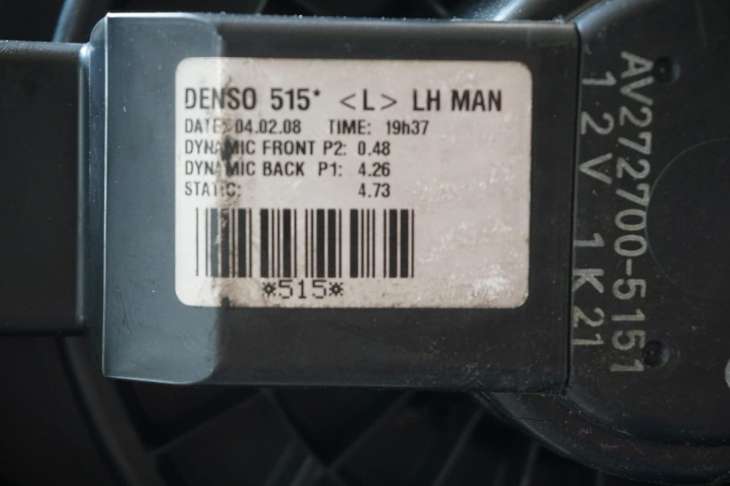 DENSO 515* <L> LH MAN
DATE: 04.02.08 TIME: 19h37
DYNAMIC FRONT P2: 0.48
DYNAMIC BACK P1: 4.26
STATIC: 4.73
*515*
AV272700-5151
12V 1K21